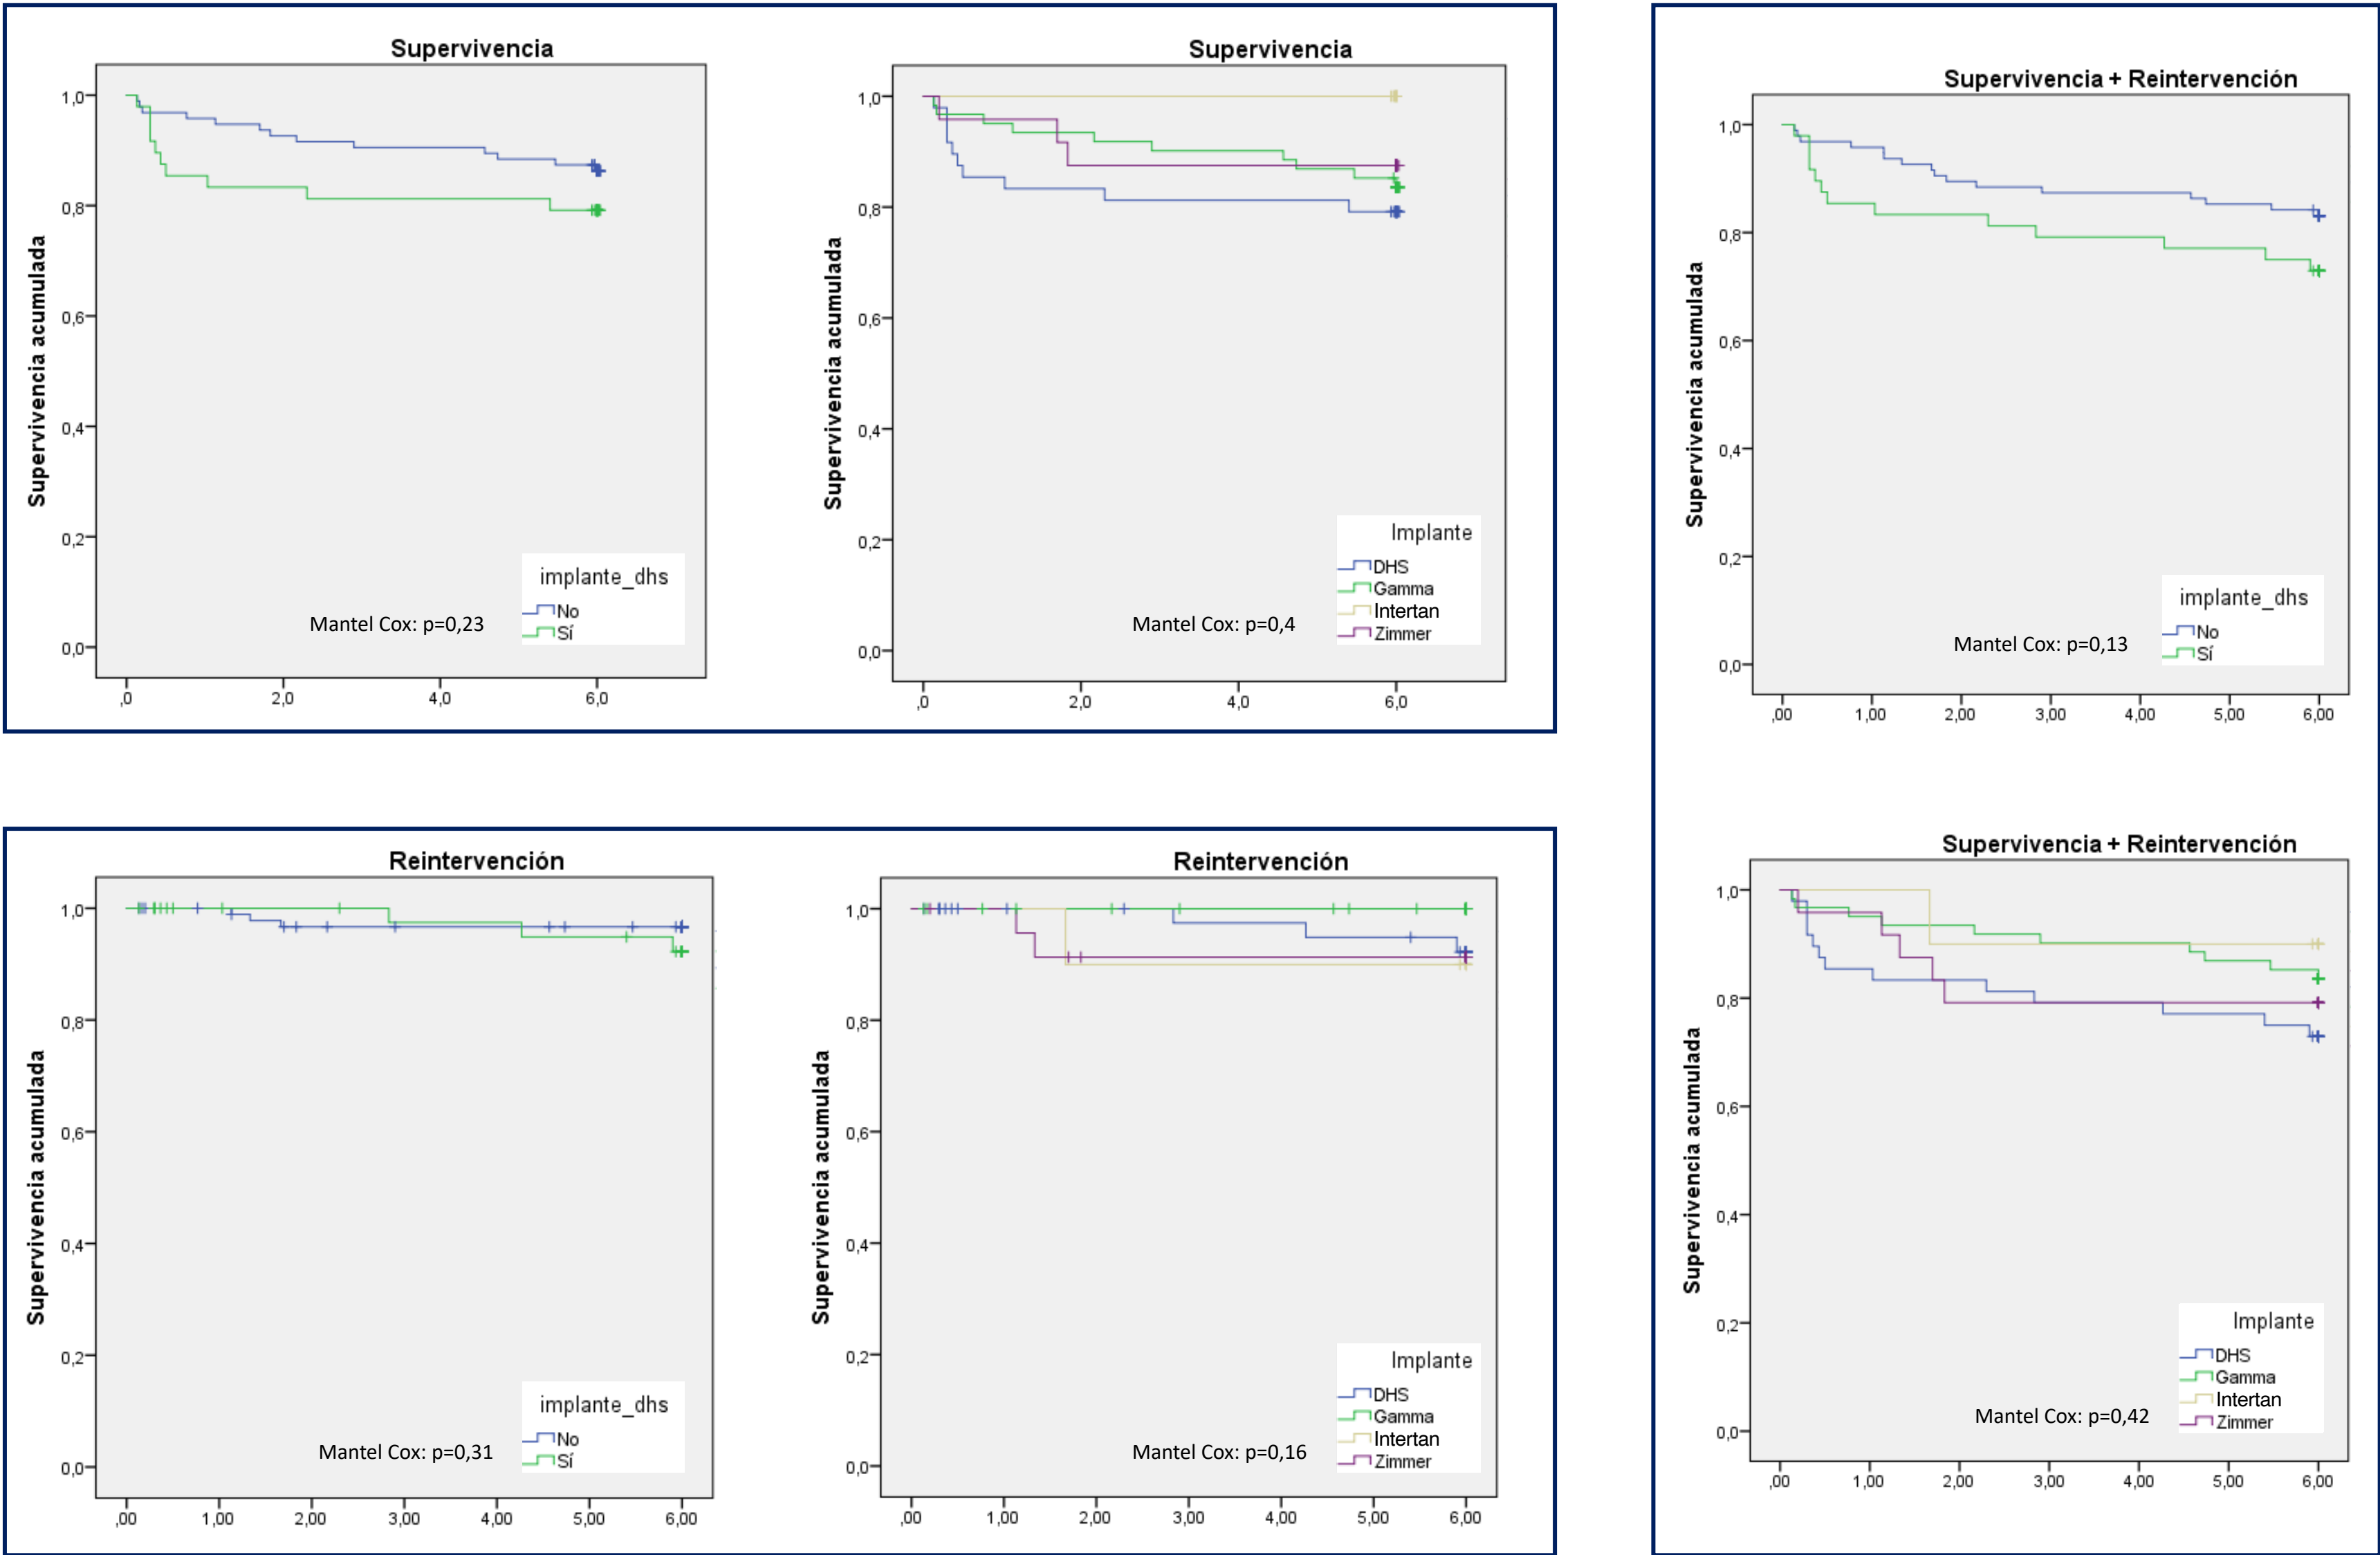 Supervivencia
Supervivencia acumulada
1,0
0,8
0,6
0,4
0,2
0,0
,0 2,0 4,0 6,0
Mantel Cox: p=0,23
implante_dhs
No
Sí
Supervivencia
Supervivencia acumulada
1,0
0,8
0,6
0,4
0,2
0,0
,0 2,0 4,0 6,0
Mantel Cox: p=0,4
Implante
DHS
Gamma
Intertan
Zimmer
Supervivencia + Reintervención
Supervivencia acumulada
1,0
0,8
0,6
0,4
0,2
0,0
,00 1,00 2,00 3,00 4,00 5,00 6,00
Mantel Cox: p=0,13
implante_dhs
No
Sí
Reintervención
Supervivencia acumulada
1,0
0,8
0,6
0,4
0,2
0,0
,00 1,00 2,00 3,00 4,00 5,00 6,00
Mantel Cox: p=0,31
implante_dhs
No
Sí
Reintervención
Supervivencia acumulada
1,0
0,8
0,6
0,4
0,2
0,0
,00 1,00 2,00 3,00 4,00 5,00 6,00
Mantel Cox: p=0,16
Implante
DHS
Gamma
Intertan
Zimmer
Supervivencia + Reintervención
Supervivencia acumulada
1,0
0,8
0,6
0,4
0,2
0,0
,00 1,00 2,00 3,00 4,00 5,00 6,00
Mantel Cox: p=0,42
Implante
DHS
Gamma
Intertan
Zimmer